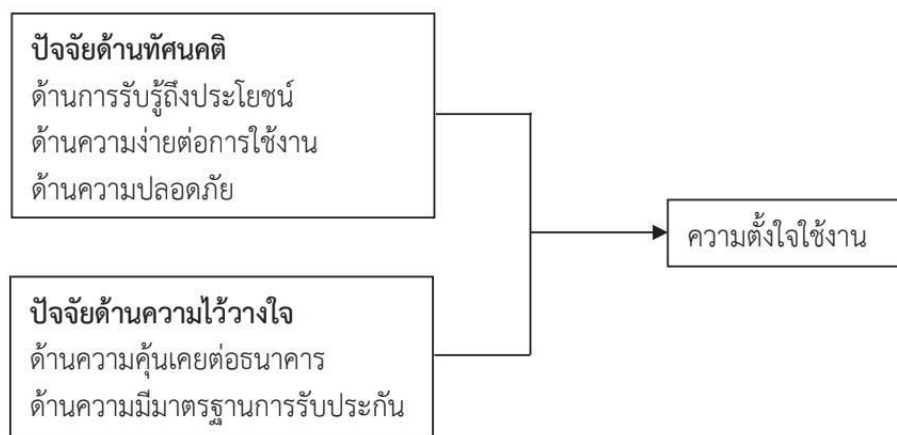 ปัจจัยด้านทัศนคติ
ด้านการรับรู้ถึงประโยชน์
ด้านความง่ายต่อการใช้งาน
ด้านความปลอดภัย
ความตั้งใจใช้งาน
ปัจจัยด้านความไว้วางใจ
ด้านความคุ้นเคยต่อธนาคาร
ด้านความมีมาตรฐานการรับประกัน